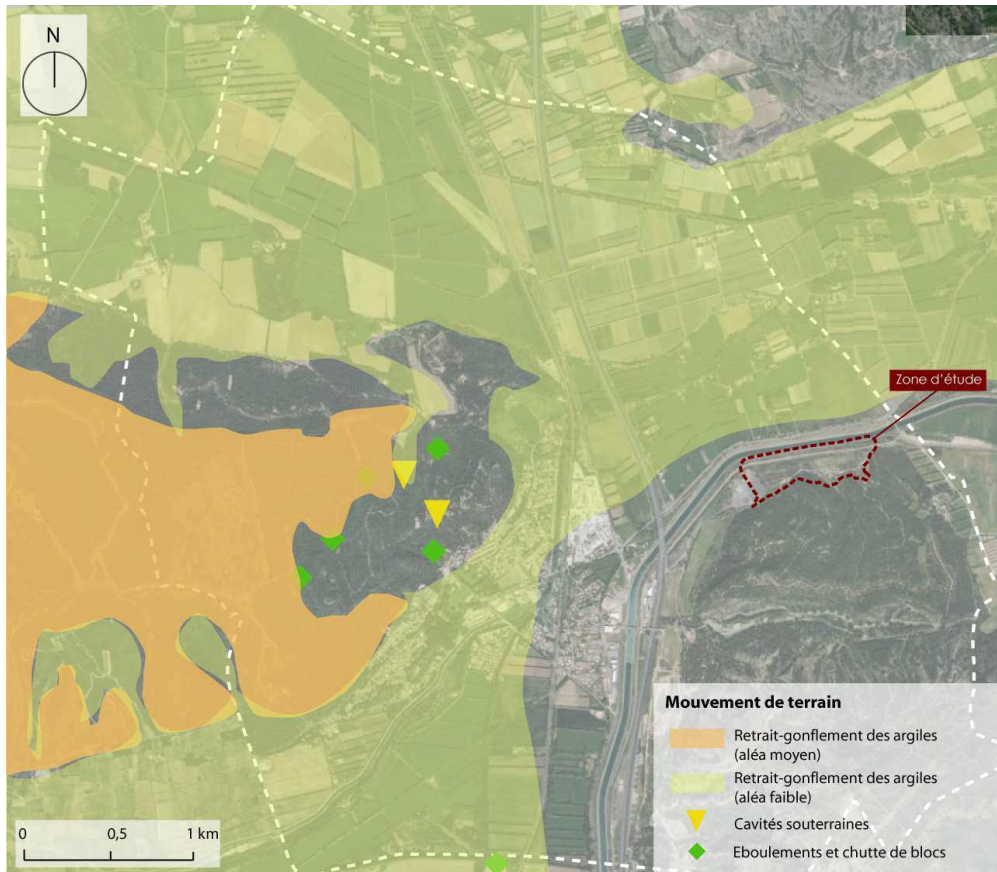 N
Zone d'étude
Mouvement de terrain
Retrait-gonflement des argiles
(aléa moyen)
Retrait-gonflement des argiles
(aléa faible)
Cavités souterraines
Eboulements et chutte de blocs
0 0,5 1 km